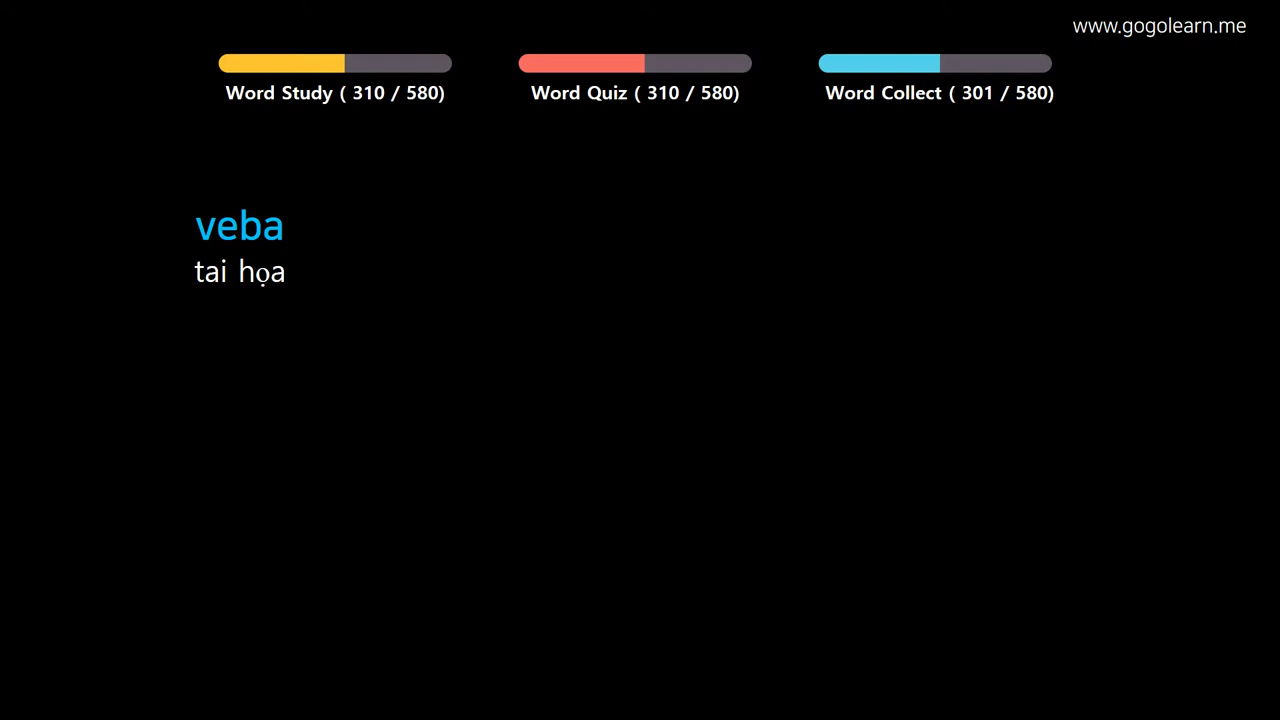 www.gogolearn.me
Word Study ( 310 / 580)
Word Quiz ( 310 / 580)
Word Collect ( 301 / 580)
veba
tai họa